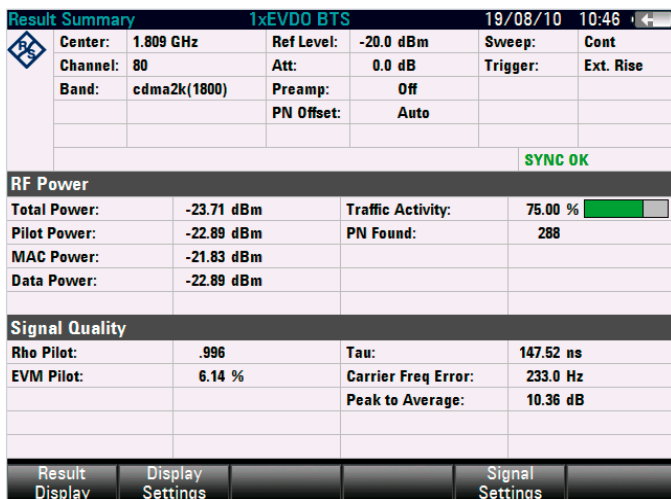 Result Summary 1xEVDO BTS 19/08/10 10:46
R&S Center: 1.809 GHz Ref Level: -20.0 dBm Sweep: Cont
Channel: 80 Att: 0.0 dB Trigger: Ext. Rise
Band: cdma2k(1800) Preamp: Off
PN Offset: Auto
SYNC OK
RF Power
Total Power: -23.71 dBm Traffic Activity: 75.00 %
Pilot Power: -22.89 dBm PN Found: 288
MAC Power: -21.83 dBm
Data Power: -22.89 dBm
Signal Quality
Rho Pilot: .996 Tau: 147.52 ns
EVM Pilot: 6.14 % Carrier Freq Error: 233.0 Hz
Peak to Average: 10.36 dB
Result Display Signal
Display Settings Settings